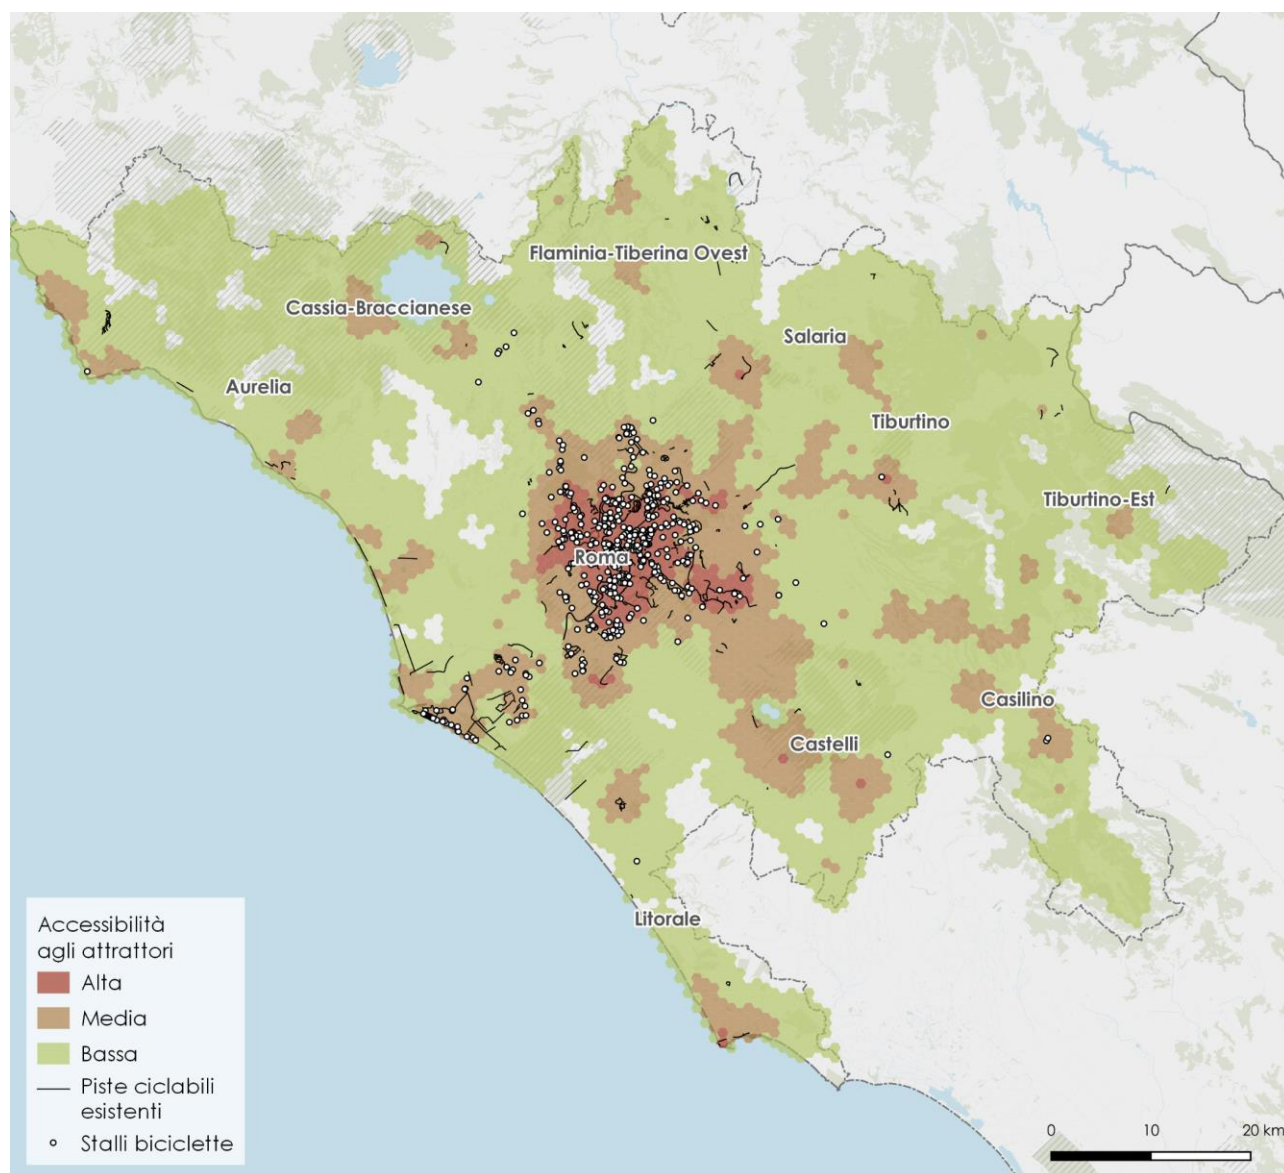 Flaminia-Tiberina Ovest
Cassia-Braccianese
Salaria
Aurelia
Tiburtino
Tiburtino-Est
Roma
Casilino
Castelli
Litorale
Accessibilità
agli attrattori
Alta
Media
Bassa
Piste ciclabili
esistenti
Stalli biciclette
0 10 20 km